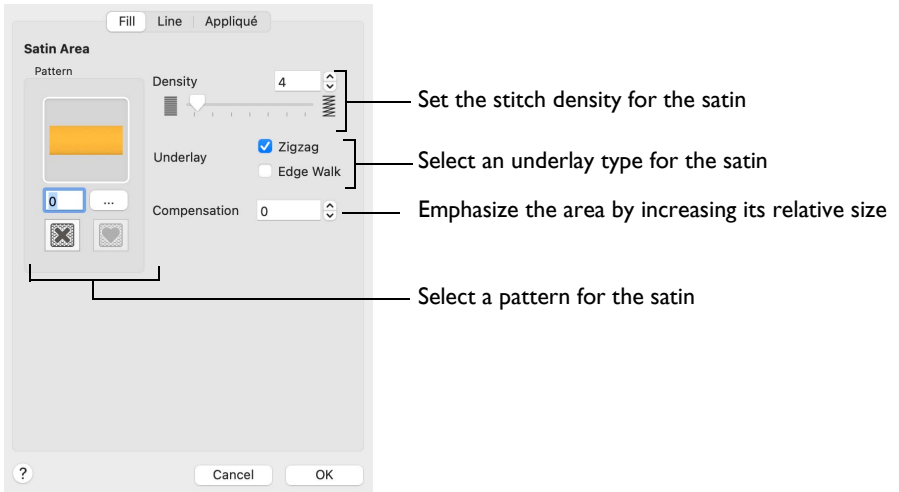 Fill Line Appliqué
Satin Area
Pattern
Density 4
Set the stitch density for the satin
Underlay Zigzag
Edge Walk
Select an underlay type for the satin
0 ...
Compensation 0
Emphasize the area by increasing its relative size
Select a pattern for the satin
? Cancel OK